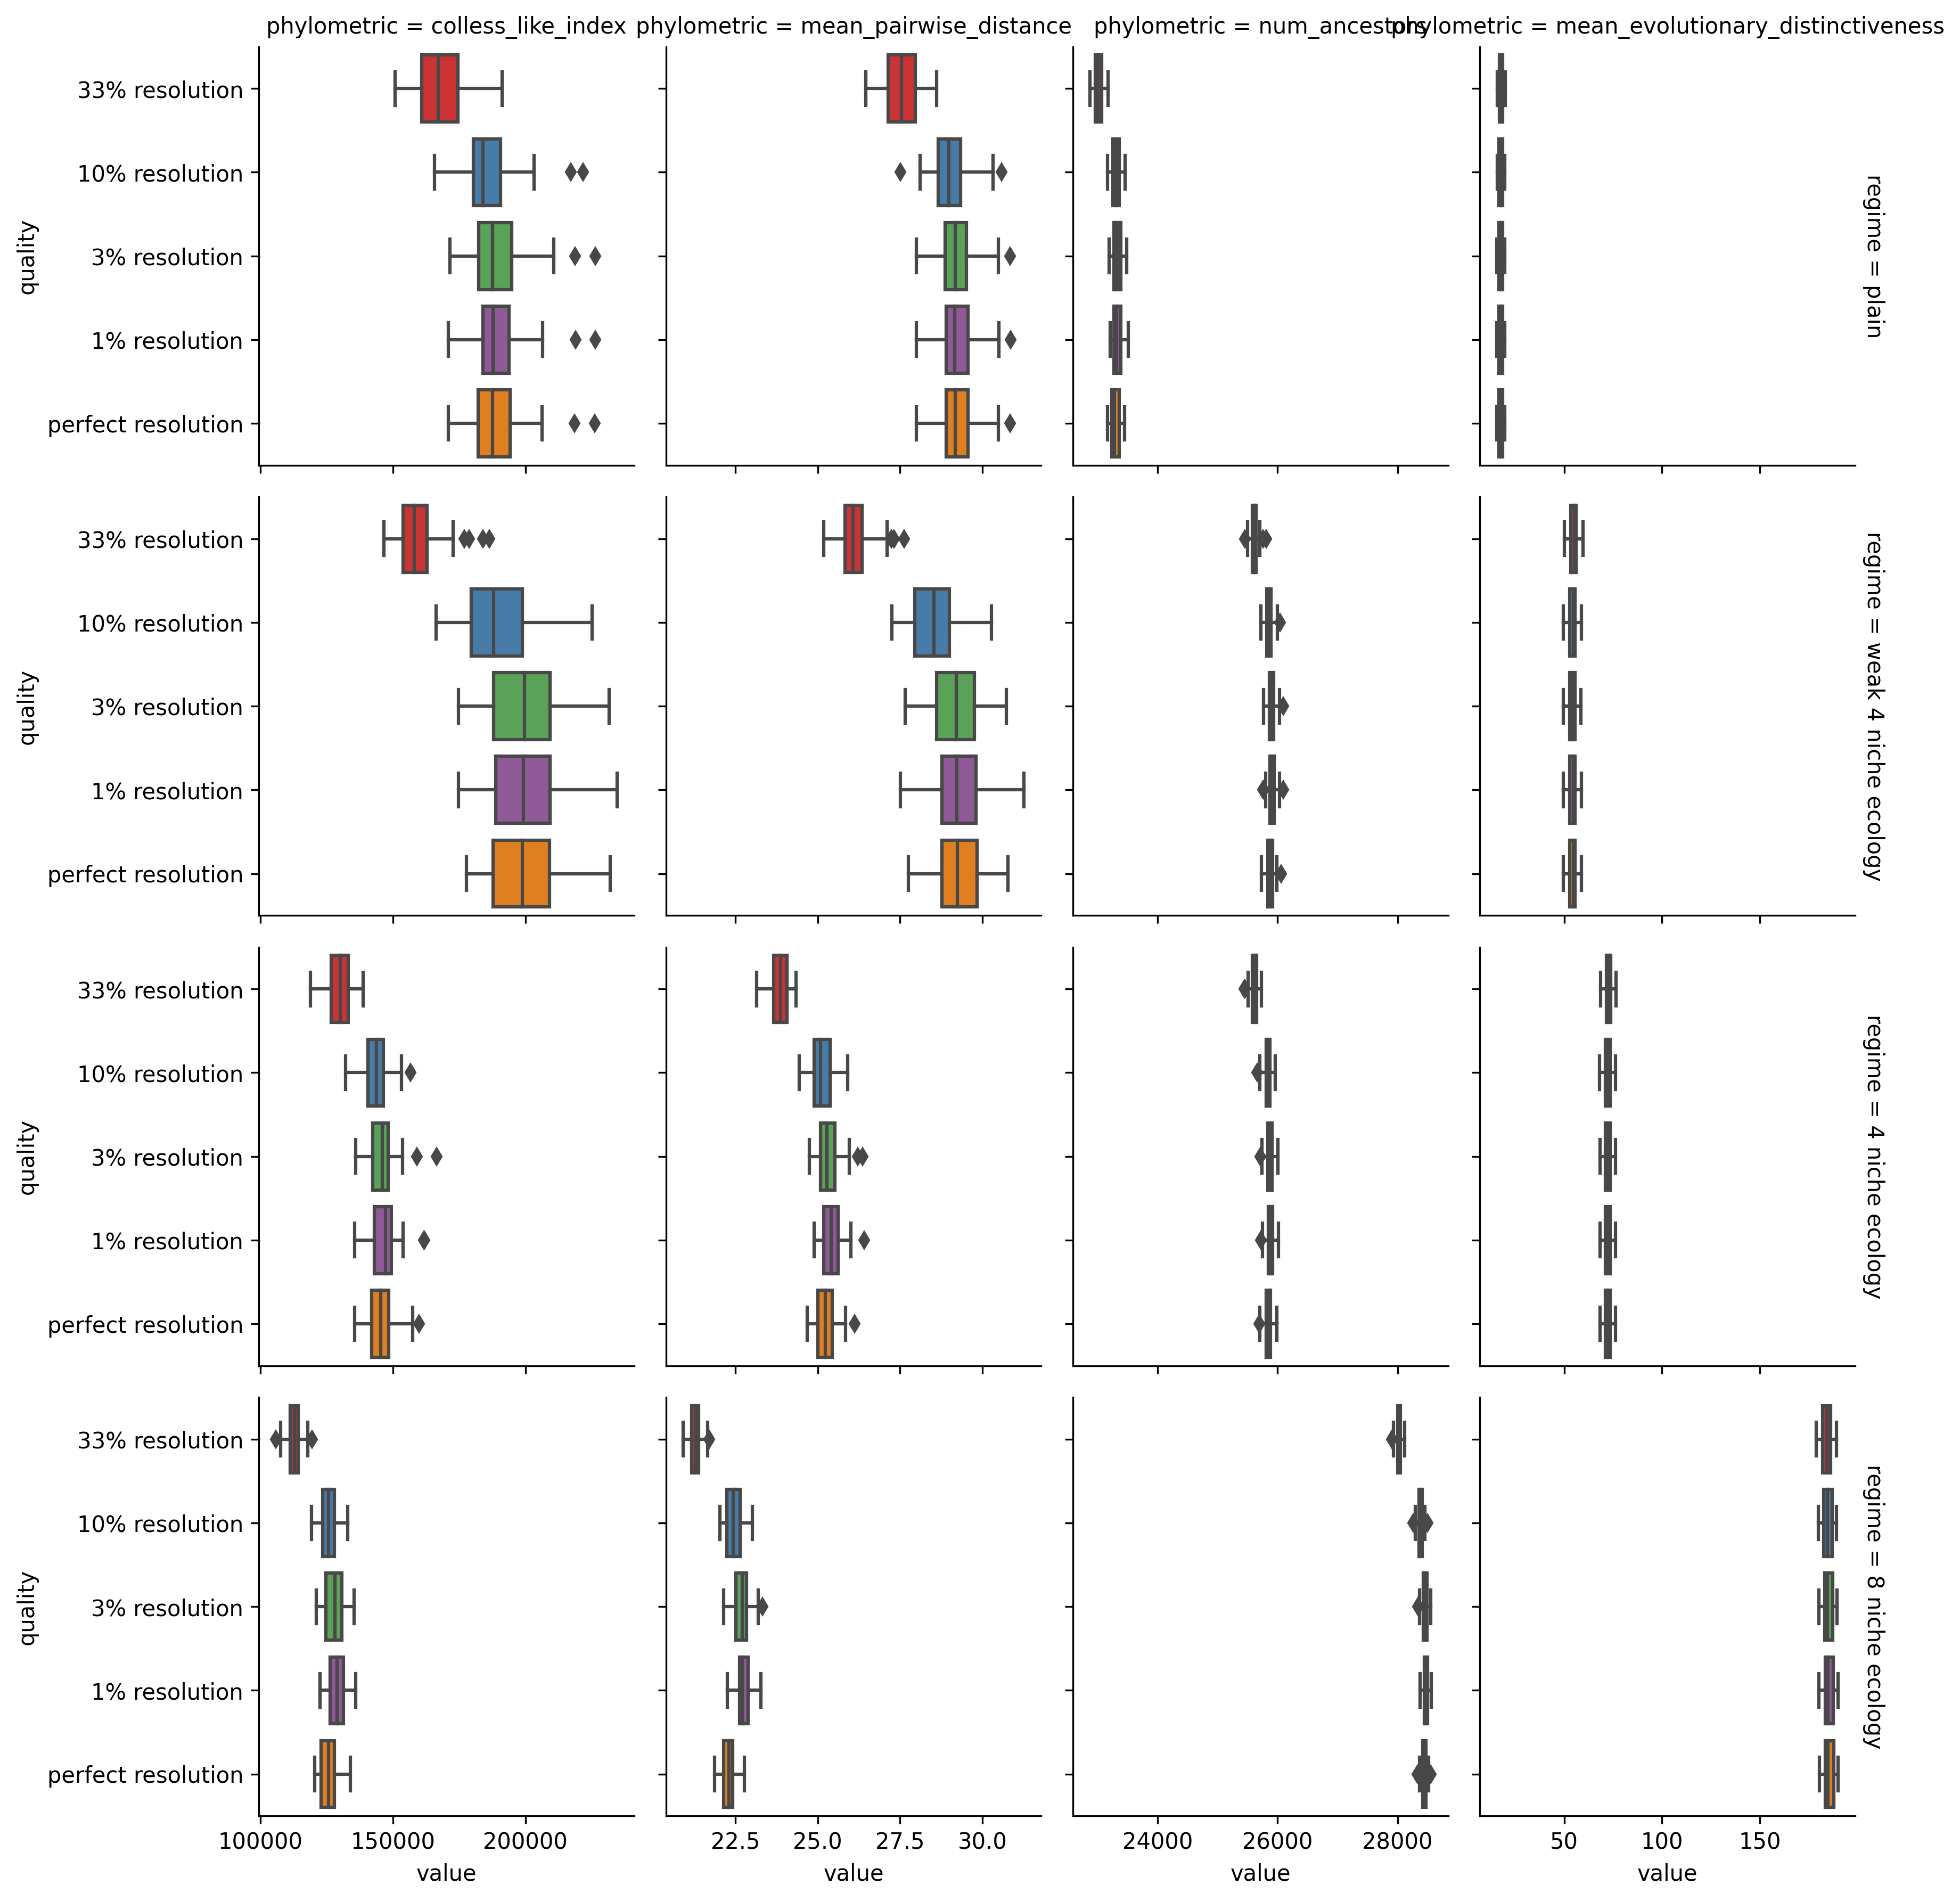 phylometric = colless_like_index
phylometric = mean_pairwise_distance
phylometric = num_ancestors
phylometric = mean_evolutionary_distinctiveness
quality
33% resolution
10% resolution
3% resolution
1% resolution
perfect resolution
regime = plain
quality
33% resolution
10% resolution
3% resolution
1% resolution
perfect resolution
regime = weak 4 niche ecology
quality
33% resolution
10% resolution
3% resolution
1% resolution
perfect resolution
regime = 4 niche ecology
quality
33% resolution
10% resolution
3% resolution
1% resolution
perfect resolution
regime = 8 niche ecology
100000 150000 200000
value
22.5 25.0 27.5 30.0
value
24000 26000 28000
value
50 100 150
value